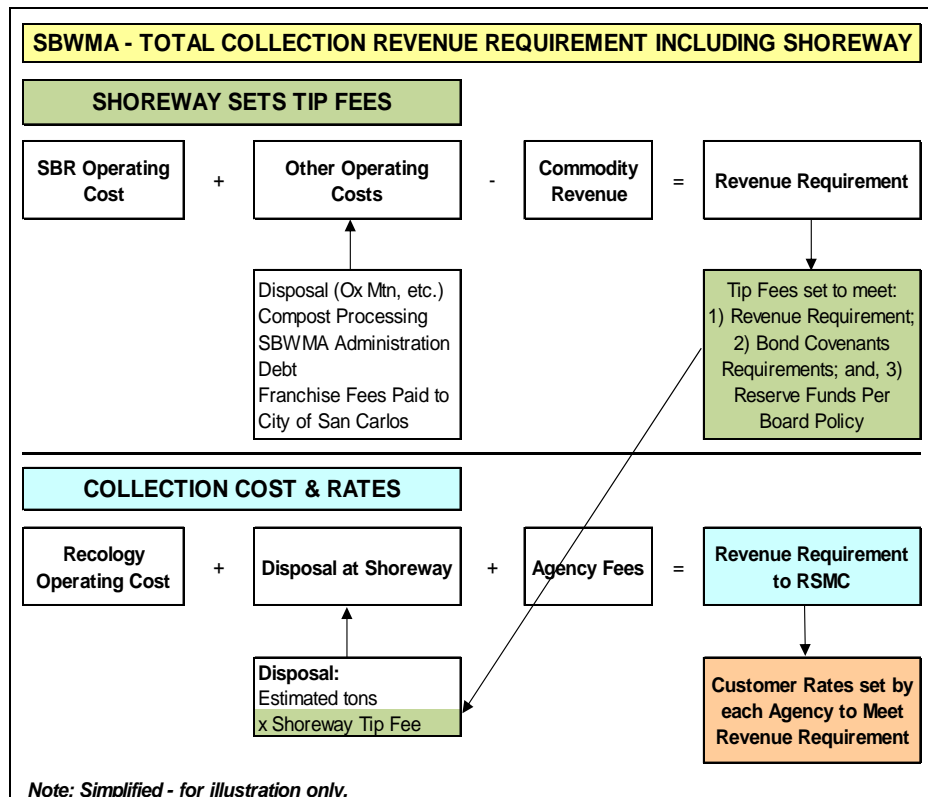 SBWMA - TOTAL COLLECTION REVENUE REQUIREMENT INCLUDING SHOREWAY
SHOREWAY SETS TIP FEES
SBR Operating
Cost
+
Other Operating
Costs
-
Commodity
Revenue
=
Revenue Requirement
Disposal (Ox Mtn, etc.)
Compost Processing
SBWMA Administration
Debt
Franchise Fees Paid to
City of San Carlos
Tip Fees set to meet:
1) Revenue Requirement;
2) Bond Covenants
Requirements; and, 3)
Reserve Funds Per
Board Policy
COLLECTION COST & RATES
Recology
Operating Cost
+
Disposal at Shoreway
+
Agency Fees
=
Revenue Requirement
to RSMC
Disposal:
Estimated tons
x Shoreway Tip Fee
Customer Rates set by
each Agency to Meet
Revenue Requirement
Note: Simplified - for illustration only.